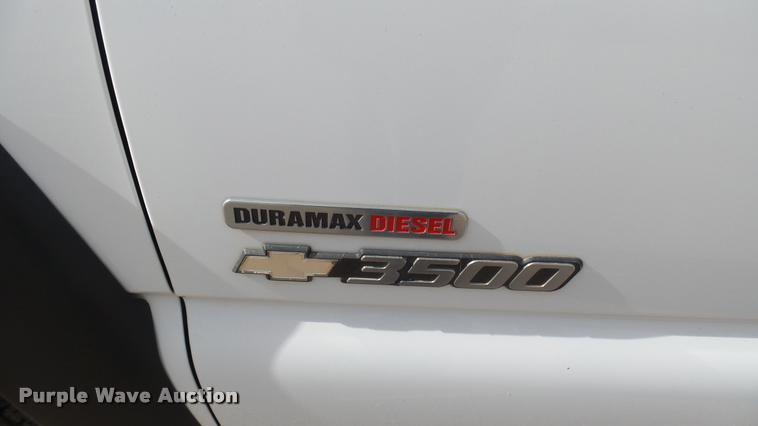 DURAMAX DIESEL
3500
Purple Wave Auction®